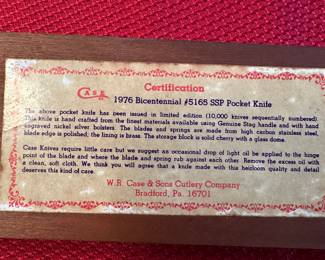 CASE
XX
Certification
1976 Bicentennial #5165 SSP Pocket Knife
The above pocket knife has been issued in limited edition (10,000 knives sequentially numbered).
This knife is hand crafted from the finest materials available using Genuine Stag handle and with hand
engraved nickel silver bolsters. The blades and springs are made from high carbon stainless steel,
blade edge is polished; the lining is brass. The storage block is solid cherry with a glass dome.
Case Knives require little care but we suggest an occasional drop of light oil be applied to the hinge
point of the blade and where the blade and spring rub against each other. Remove the excess oil with
a clean, soft cloth. We think you will agree that a knife made with this heirloom quality and detail
deserves this kind of care.
W.R. Case & Sons Cutlery Company
Bradford, Pa. 16701